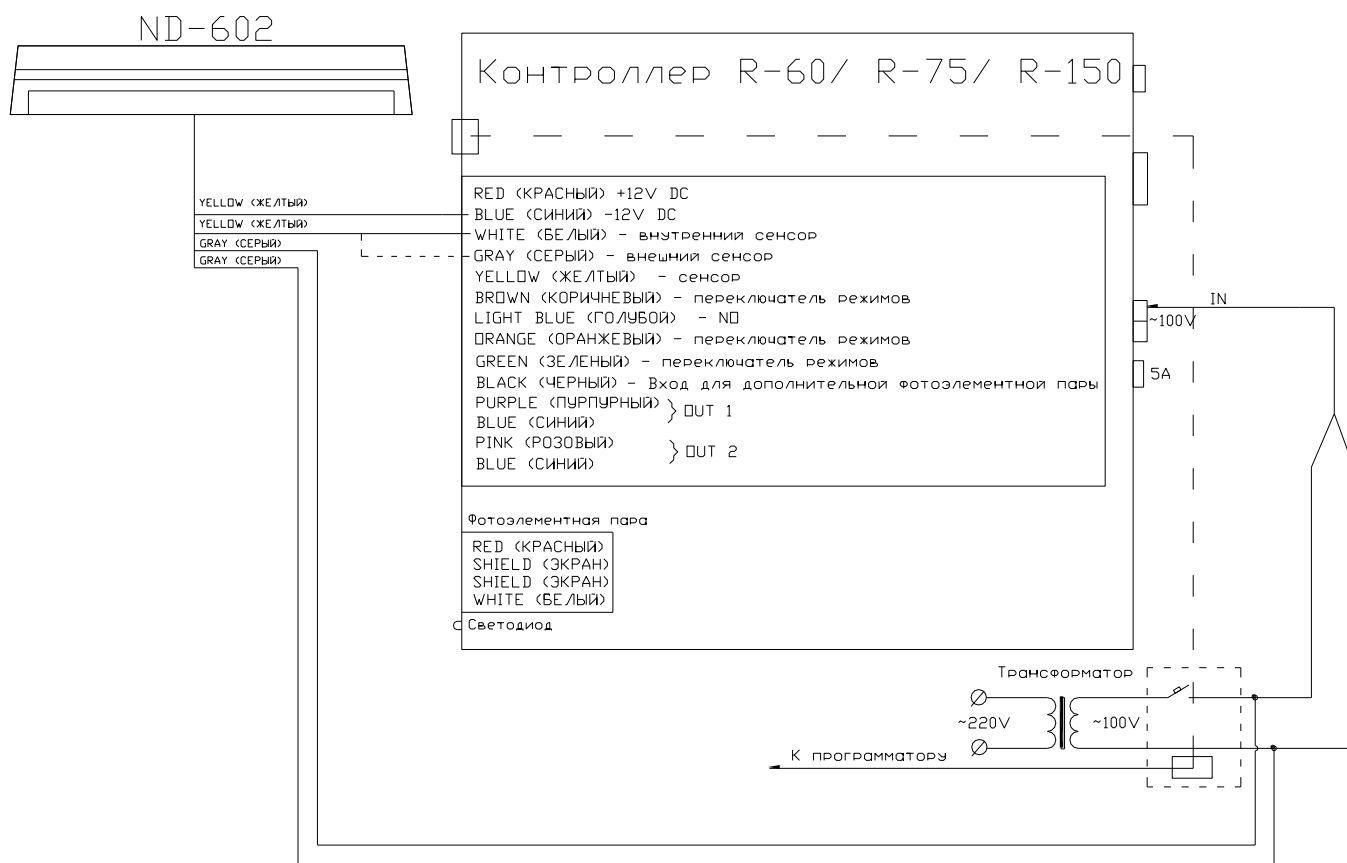 ND-602
Контроллер R-60/ R-75/ R-150
YELLOW (ЖЕЛТЫЙ)
YELLOW (ЖЕЛТЫЙ)
GRAY (СЕРЫЙ)
GRAY (СЕРЫЙ)
RED (КРАСНЫЙ) +12V DC
BLUE (СИНИЙ) -12V DC
WHITE (БЕЛЫЙ) - внутренний сенсор
GRAY (СЕРЫЙ) - внешний сенсор
YELLOW (ЖЕЛТЫЙ) - сенсор
BROWN (КОРИЧНЕВЫЙ) - переключатель режимов
LIGHT BLUE (ГОЛУБОЙ) - NO
ORANGE (ОРАНЖЕВЫЙ) - переключатель режимов
GREEN (ЗЕЛЕНЫЙ) - переключатель режимов
BLACK (ЧЕРНЫЙ) - Вход для дополнительной фотоэлементной пары
PURPLE (ПУРПУРНЫЙ)
BLUE (СИНИЙ)
} OUT 1
PINK (РОЗОВЫЙ)
BLUE (СИНИЙ)
} OUT 2
IN
~100V
5A
Фотоэлементная пара
RED (КРАСНЫЙ)
SHIELD (ЭКРАН)
SHIELD (ЭКРАН)
WHITE (БЕЛЫЙ)
Светодиод
Трансформатор
~220V
~100V
К программатору